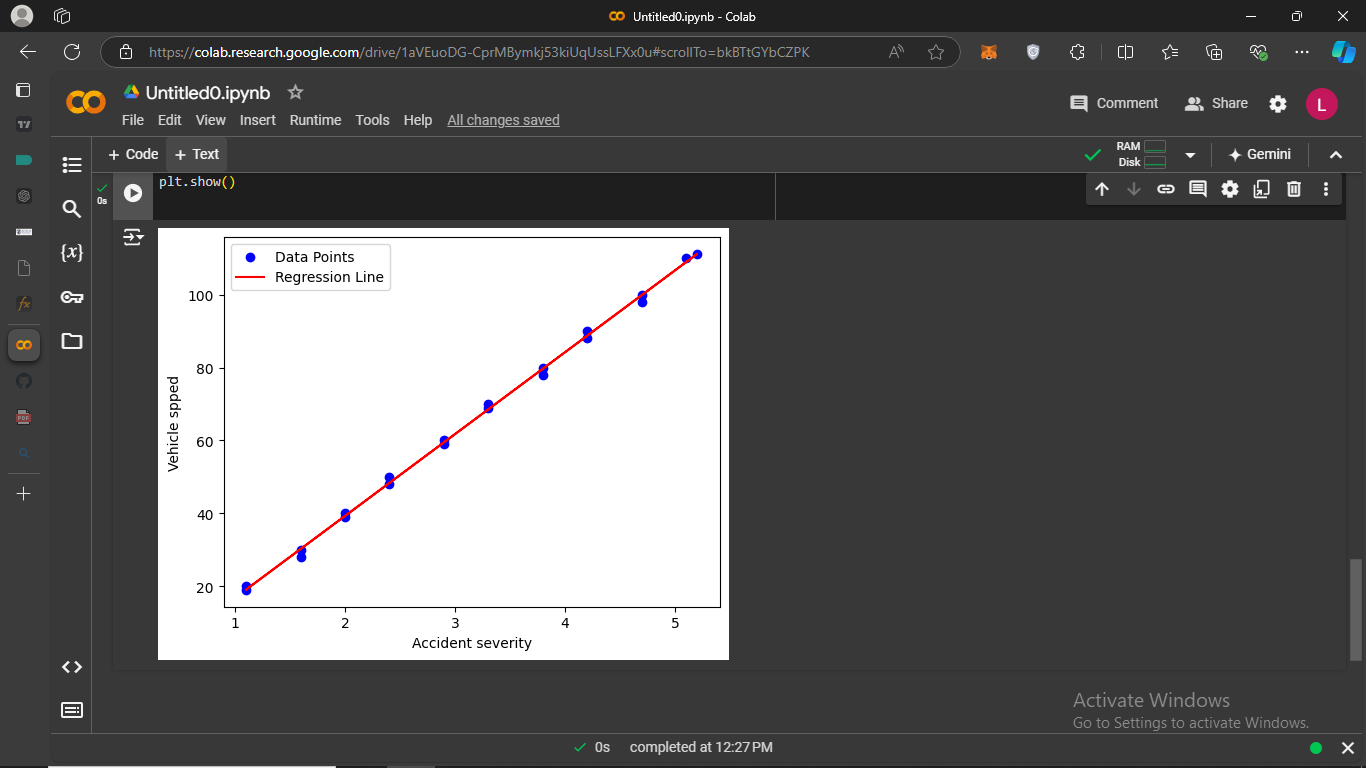 Untitled0.ipynb - Colab
https://colab.research.google.com/drive/1aVEuoDG-CprMBymkj53kiUqUssLFXx0u#scrollTo=bkBTtGYbCZPK
Untitled0.ipynb
File Edit View Insert Runtime Tools Help All changes saved
Comment Share L
+ Code + Text
RAM
Disk
Gemini
0s
plt.show()
{x}
Data Points
Regression Line
100
80
60
40
20
Vehicle spped
1 2 3 4 5
Accident severity
Activate Windows
Go to Settings to activate Windows.
0s completed at 12:27 PM